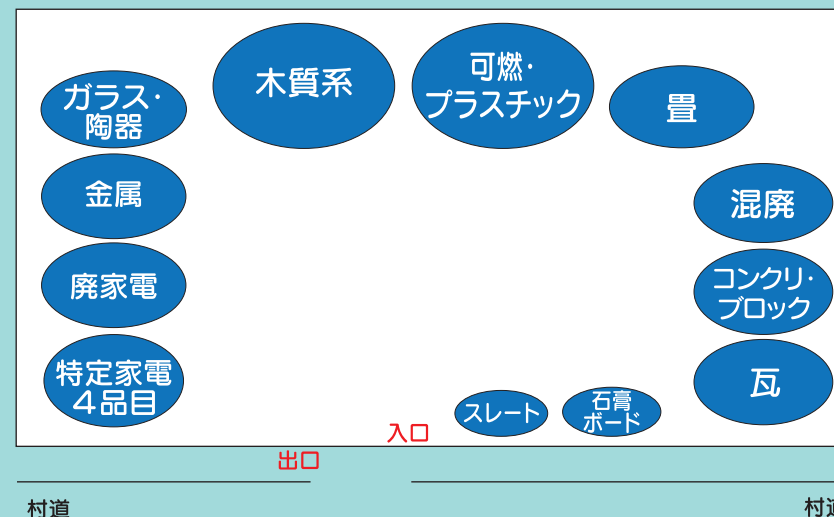 木質系
可燃・
プラスチック
ガラス・
陶器
畳
金属
混廃
廃家電
コンクリ・
ブロック
特定家電
4品目
瓦
スレート
石膏
ボード
入口
出口
村道
村道